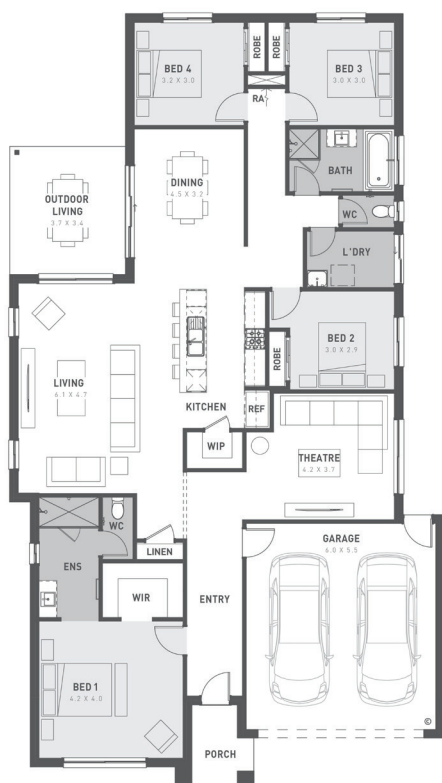 BED 4
3.2 X 3.0
ROBE
ROBE
BED 3
3.0 X 3.0
RA
BATH
DINING
4.5 X 3.2
OUTDOOR
LIVING
3.7 X 3.4
WC
L'DRY
BED 2
3.0 X 2.9
ROBE
LIVING
6.1 X 4.7
KITCHEN
REF
WIP
THEATRE
4.2 X 3.7
WC
LINEN
GARAGE
6.0 X 5.5
ENS
WIR
ENTRY
BED 1
4.2 X 4.0
PORCH
©